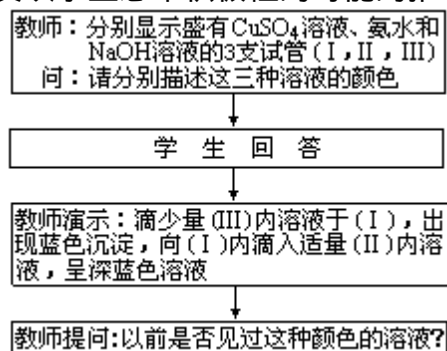 教师：分别显示盛有CuSO₄溶液、氨水和
NaOH溶液的3支试管(I，II，III)
问：请分别描述这三种溶液的颜色
学 生 回 答
教师演示：滴少量(III)内溶液于(I)，出
现蓝色沉淀，向(I)内滴入适量(II)内溶
液，呈深蓝色溶液
教师提问:以前是否见过这种颜色的溶液?